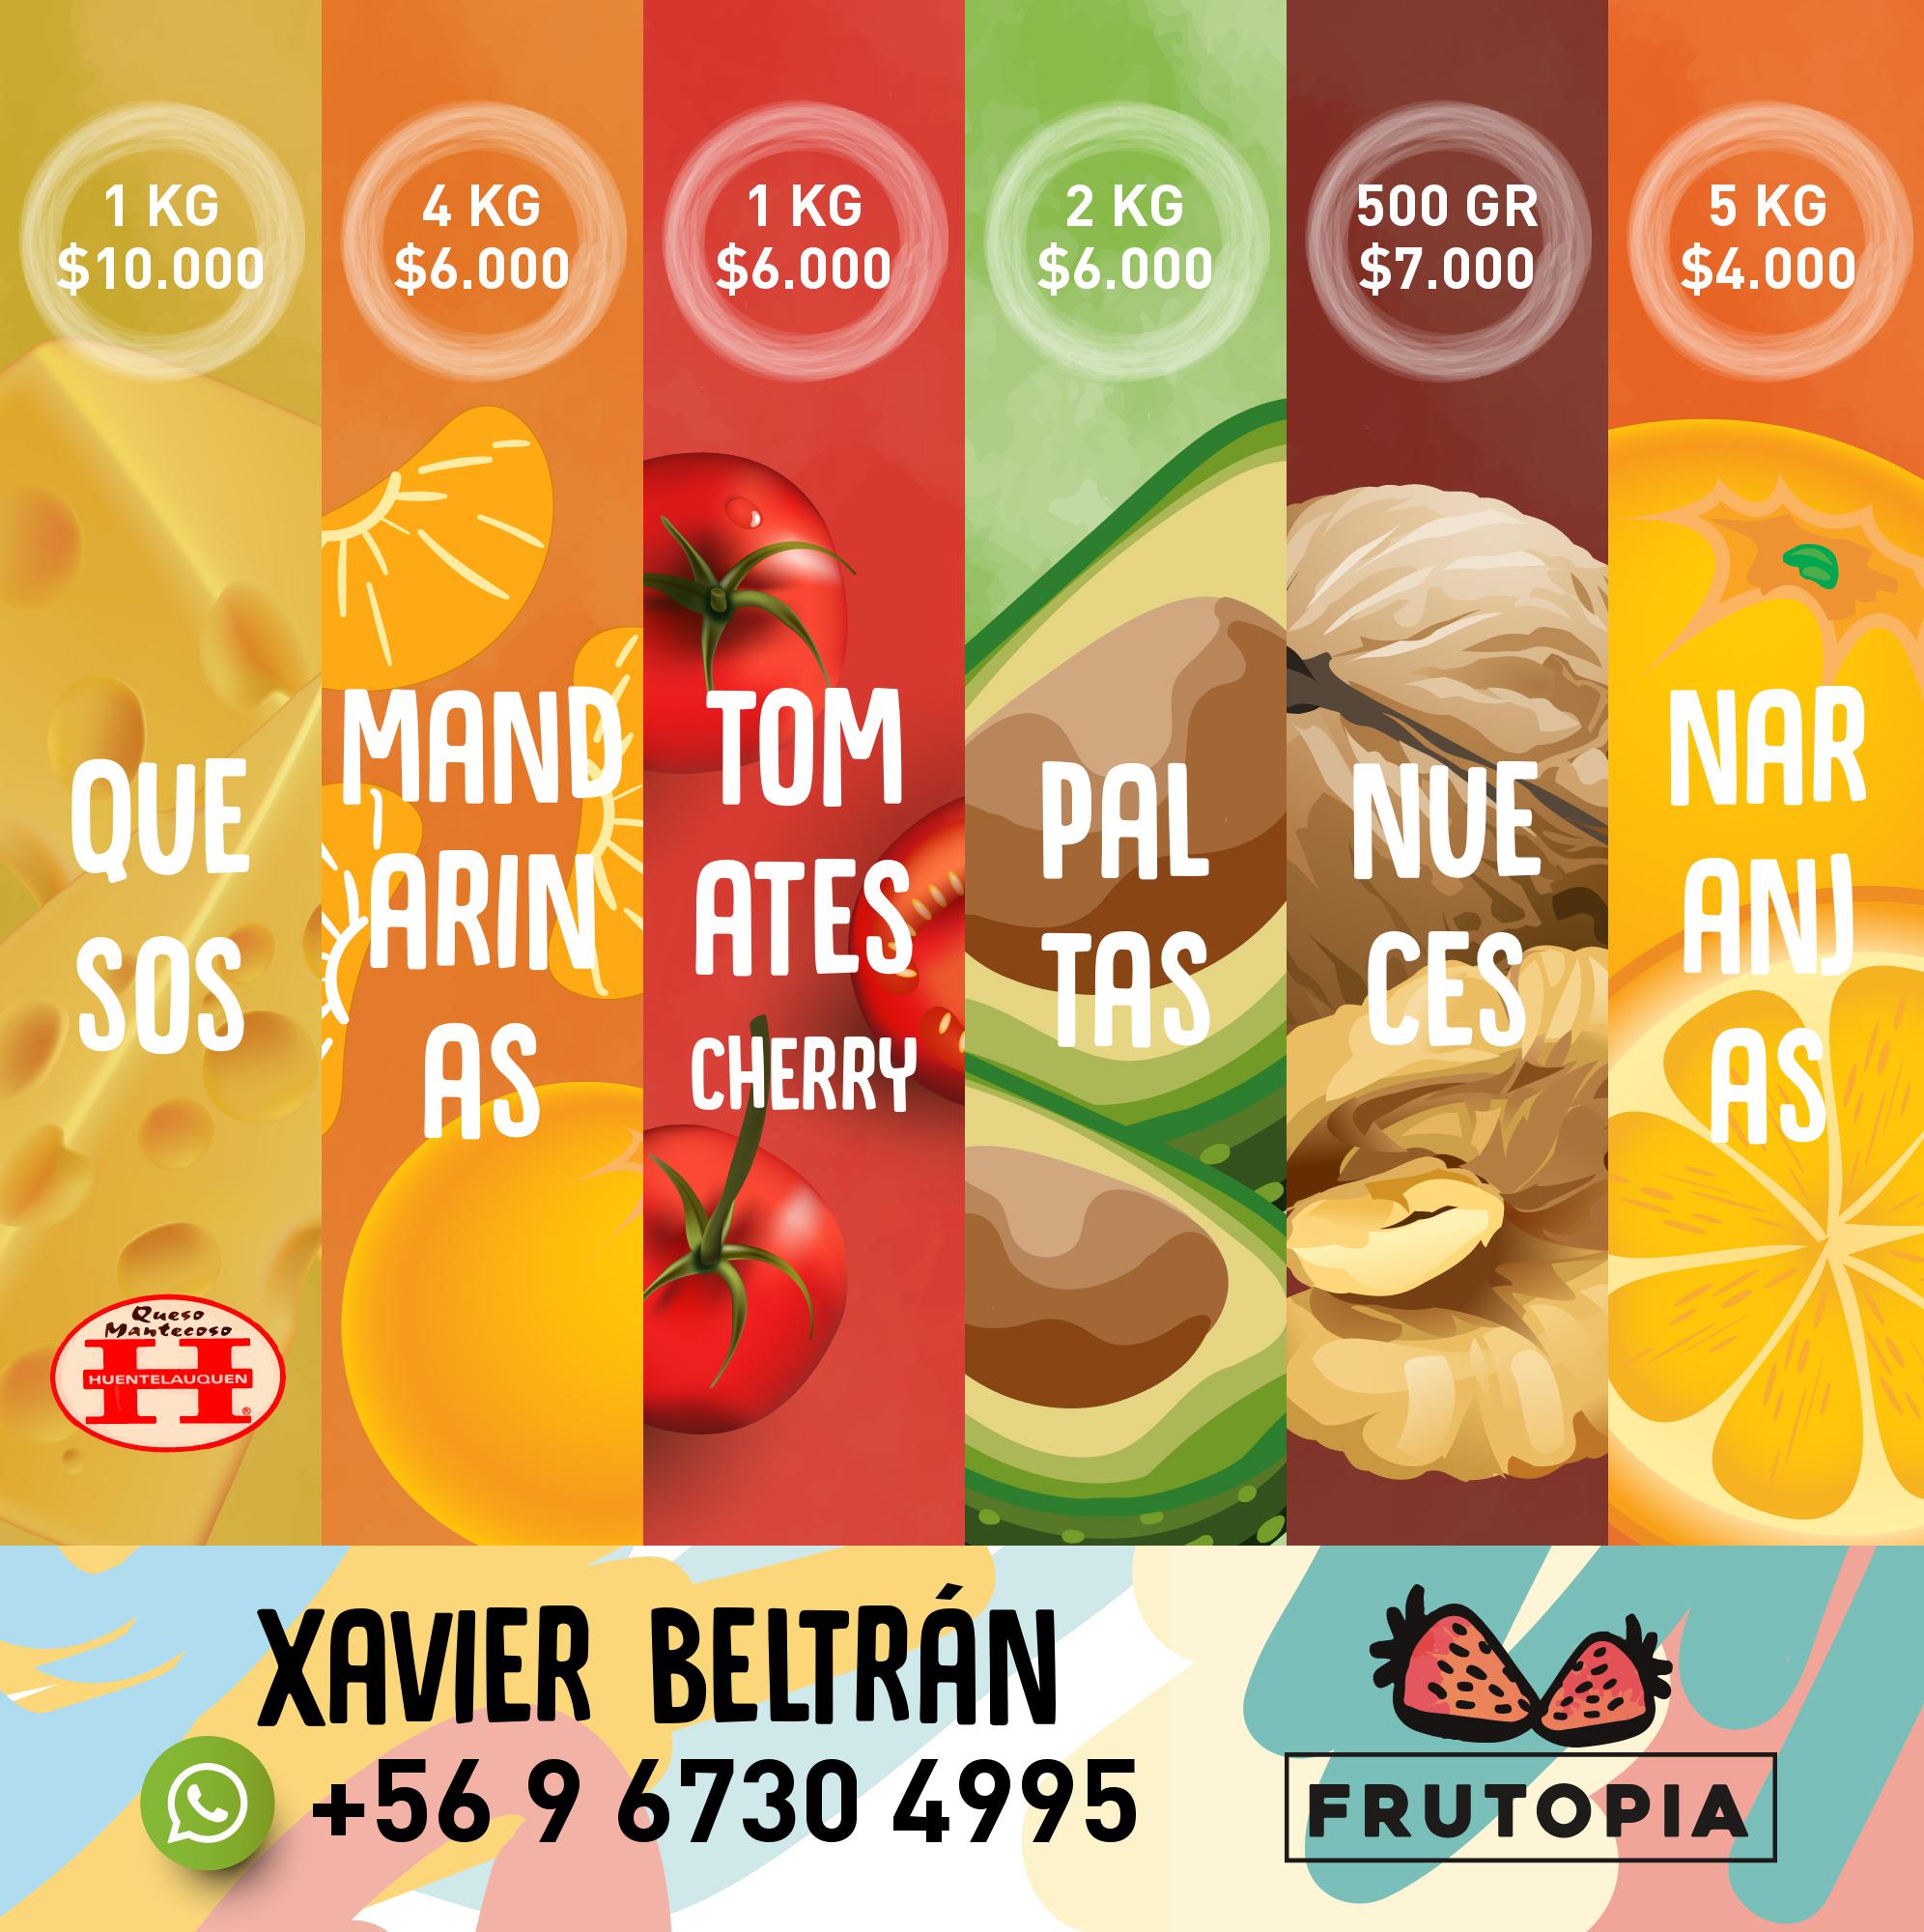 1 KG
$10.000
QUE
SOS
Queso
Mantecoso
H
HUENTELAUQUEN
®
4 KG
$6.000
MAND
ARIN
AS
1 KG
$6.000
TOM
ATES
CHERRY
2 KG
$6.000
PAL
TAS
500 GR
$7.000
NUE
CES
5 KG
$4.000
NAR
ANJ
AS
XAVIER BELTRÁN
+56 9 6730 4995
FRUTOPIA